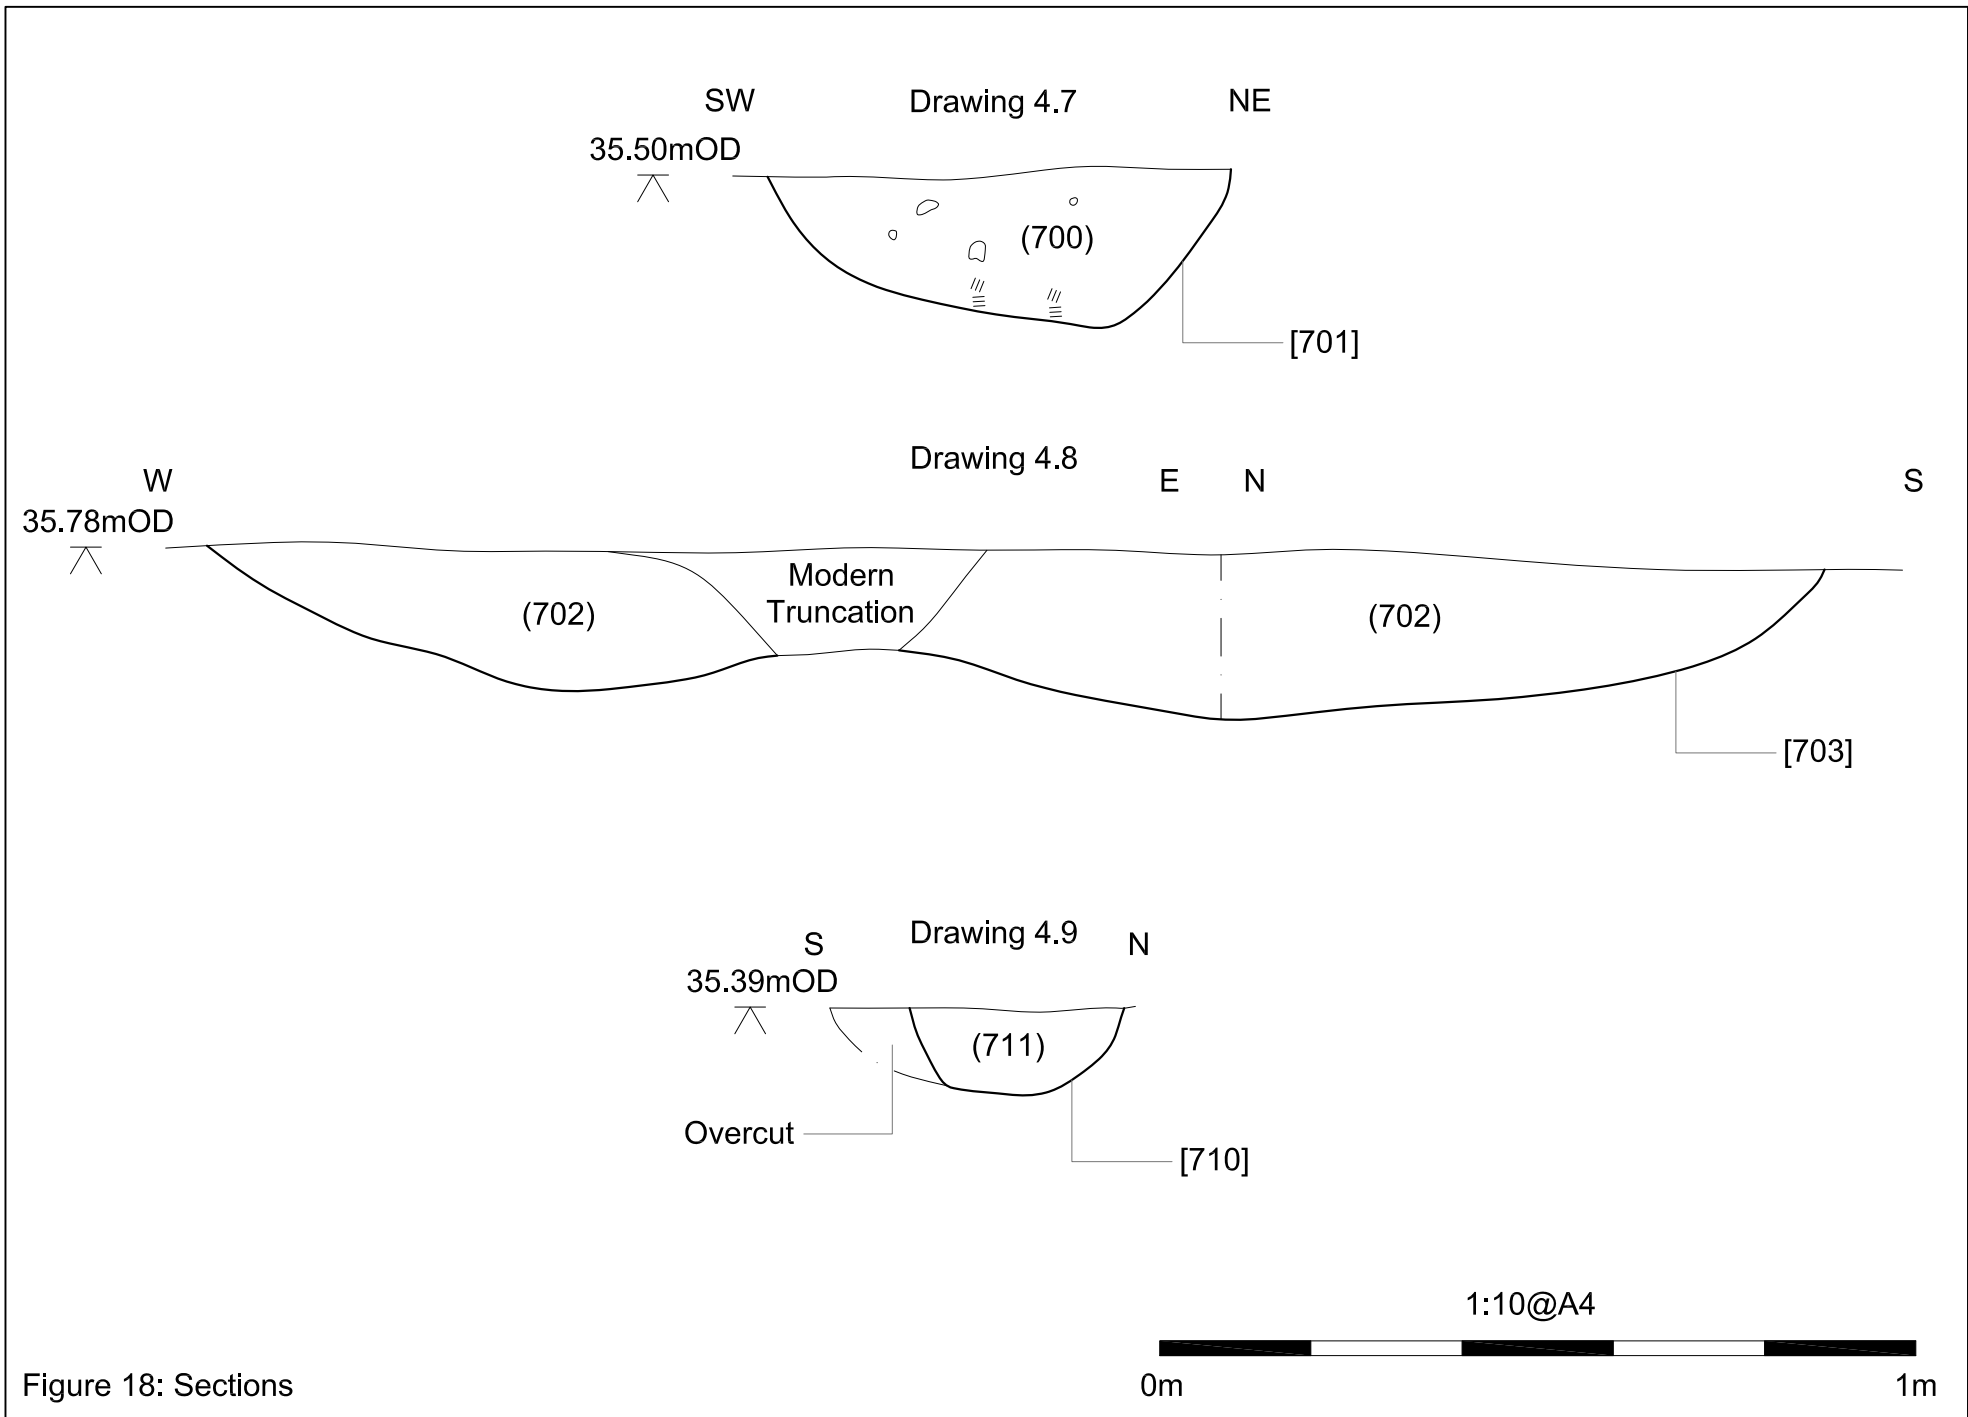 SW Drawing 4.7 NE
35.50mOD
(700)
[701]
Drawing 4.8
W E N S
35.78mOD
Modern
Truncation
(702) (702)
[703]
Drawing 4.9
S N
35.39mOD
(711)
Overcut
[710]
1:10@A4
0m 1m
Figure 18: Sections